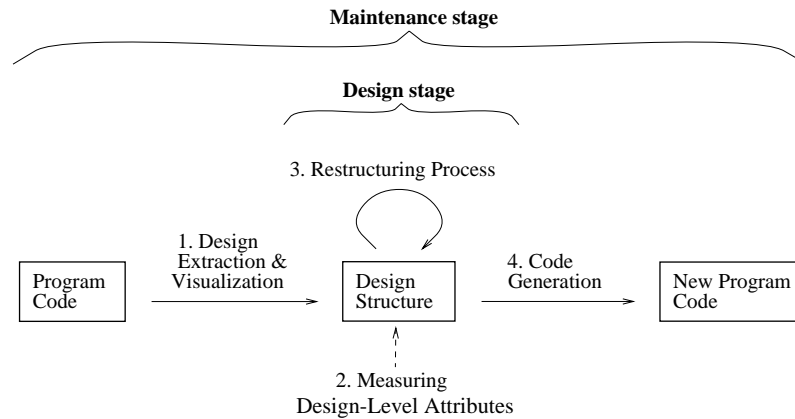 Maintenance stage
Design stage
3. Restructuring Process
1. Design
Extraction &
Visualization
4. Code
Generation
Program
Code
Design
Structure
New Program
Code
2. Measuring
Design-Level Attributes